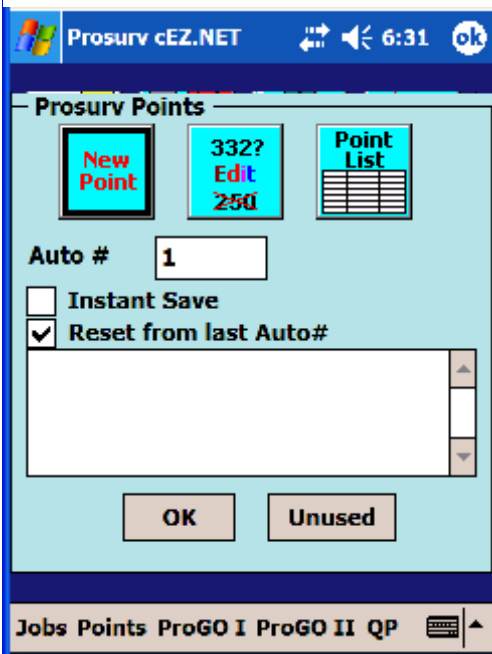 Prosurv cEZ.NET 6:31 ok
Prosurv Points
New
Point
332?
Edit
250
Point
List
Auto # 1
Instant Save
Reset from last Auto#
OK Unused
Jobs Points ProGO I ProGO II QP